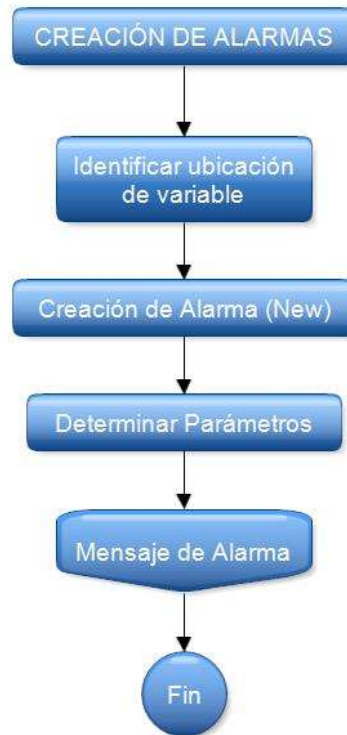 CREACIÓN DE ALARMAS
Identificar ubicación
de variable
Creación de Alarma (New)
Determinar Parámetros
Mensaje de Alarma
Fin